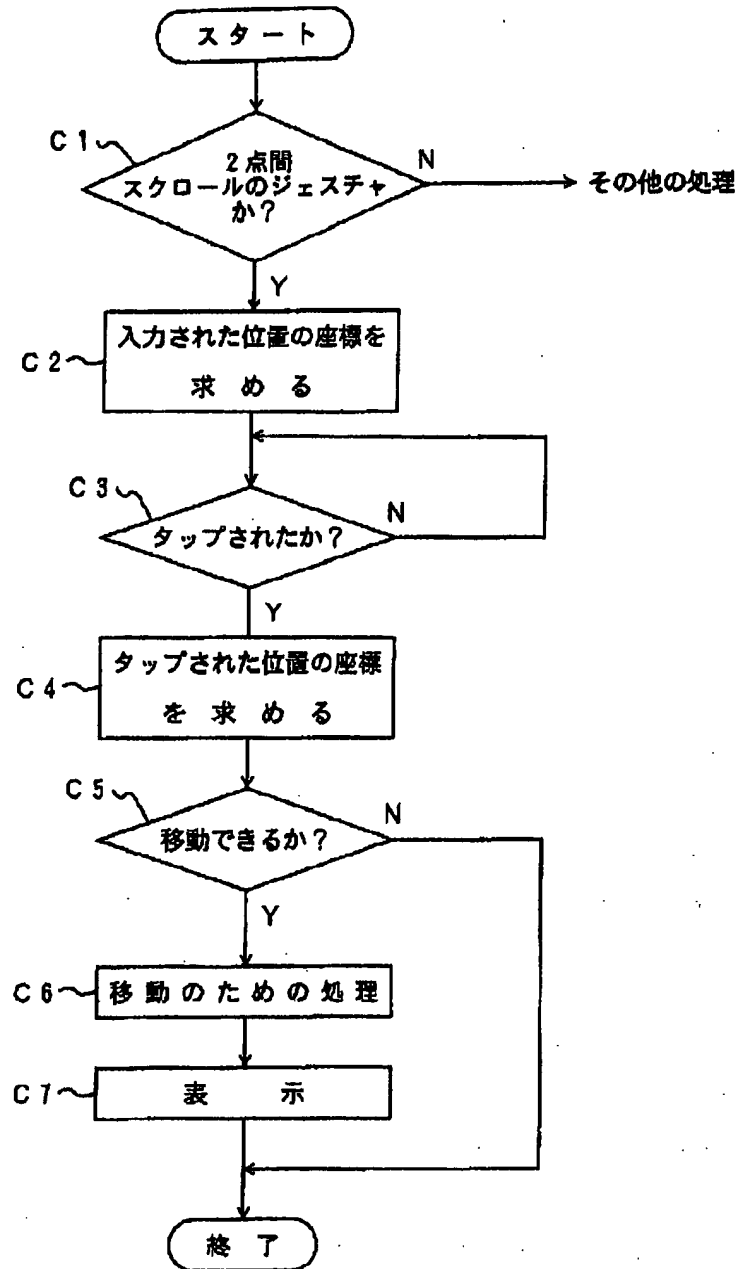 スタート
C1
2点間
スクロールのジェスチャ
か?
N
その他の処理
Y
C2
入力された位置の座標を
求める
C3
タップされたか?
N
Y
C4
タップされた位置の座標
を求める
C5
移動できるか?
N
Y
C6
移動のための処理
C7
表示
終了